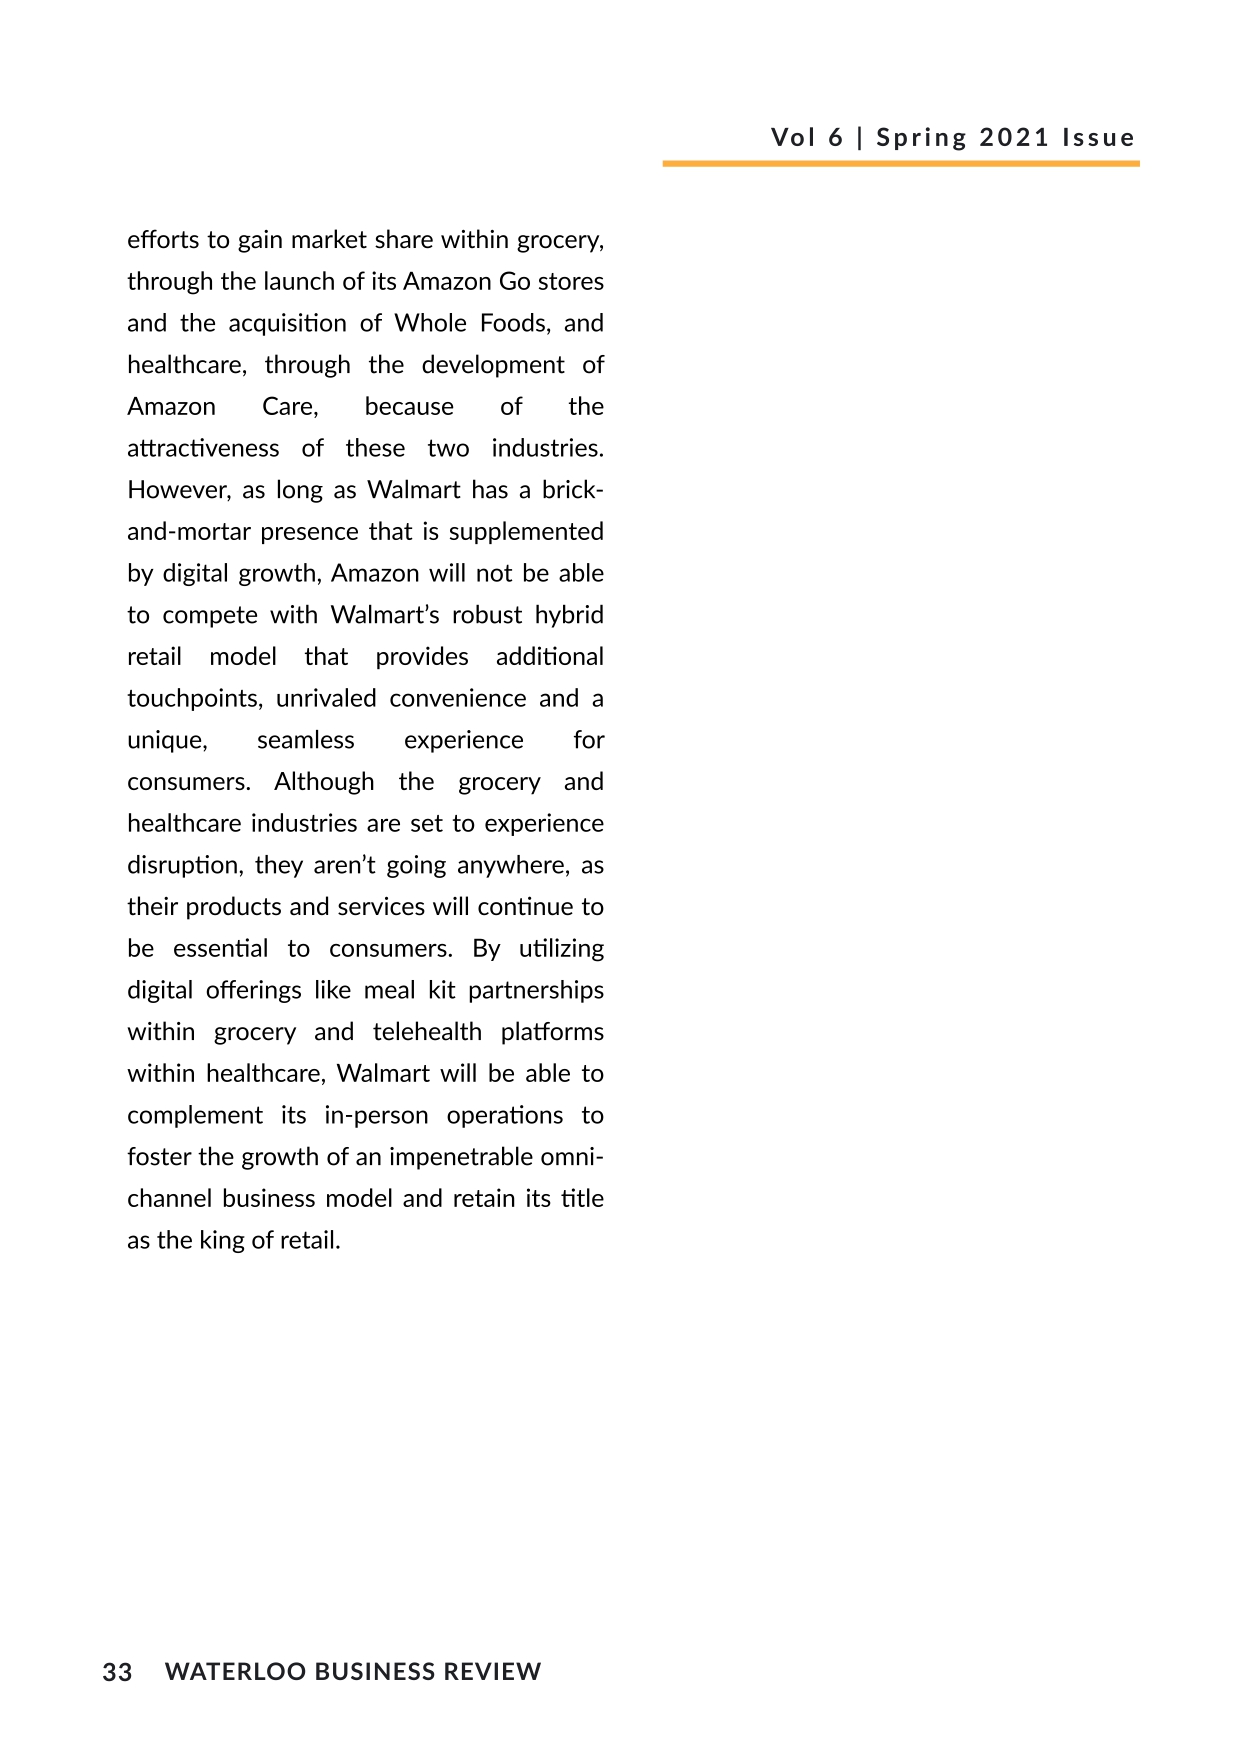 Vol 6 | Spring 2021 Issue
efforts to gain market share within grocery,
through the launch of its Amazon Go stores
and the acquisition of Whole Foods, and
healthcare, through the development of
Amazon Care, because of the
attractiveness of these two industries.
However, as long as Walmart has a brick-
and-mortar presence that is supplemented
by digital growth, Amazon will not be able
to compete with Walmart’s robust hybrid
retail model that provides additional
touchpoints, unrivaled convenience and a
unique, seamless experience for
consumers. Although the grocery and
healthcare industries are set to experience
disruption, they aren’t going anywhere, as
their products and services will continue to
be essential to consumers. By utilizing
digital offerings like meal kit partnerships
within grocery and telehealth platforms
within healthcare, Walmart will be able to
complement its in-person operations to
foster the growth of an impenetrable omni-
channel business model and retain its title
as the king of retail.
33 WATERLOO BUSINESS REVIEW